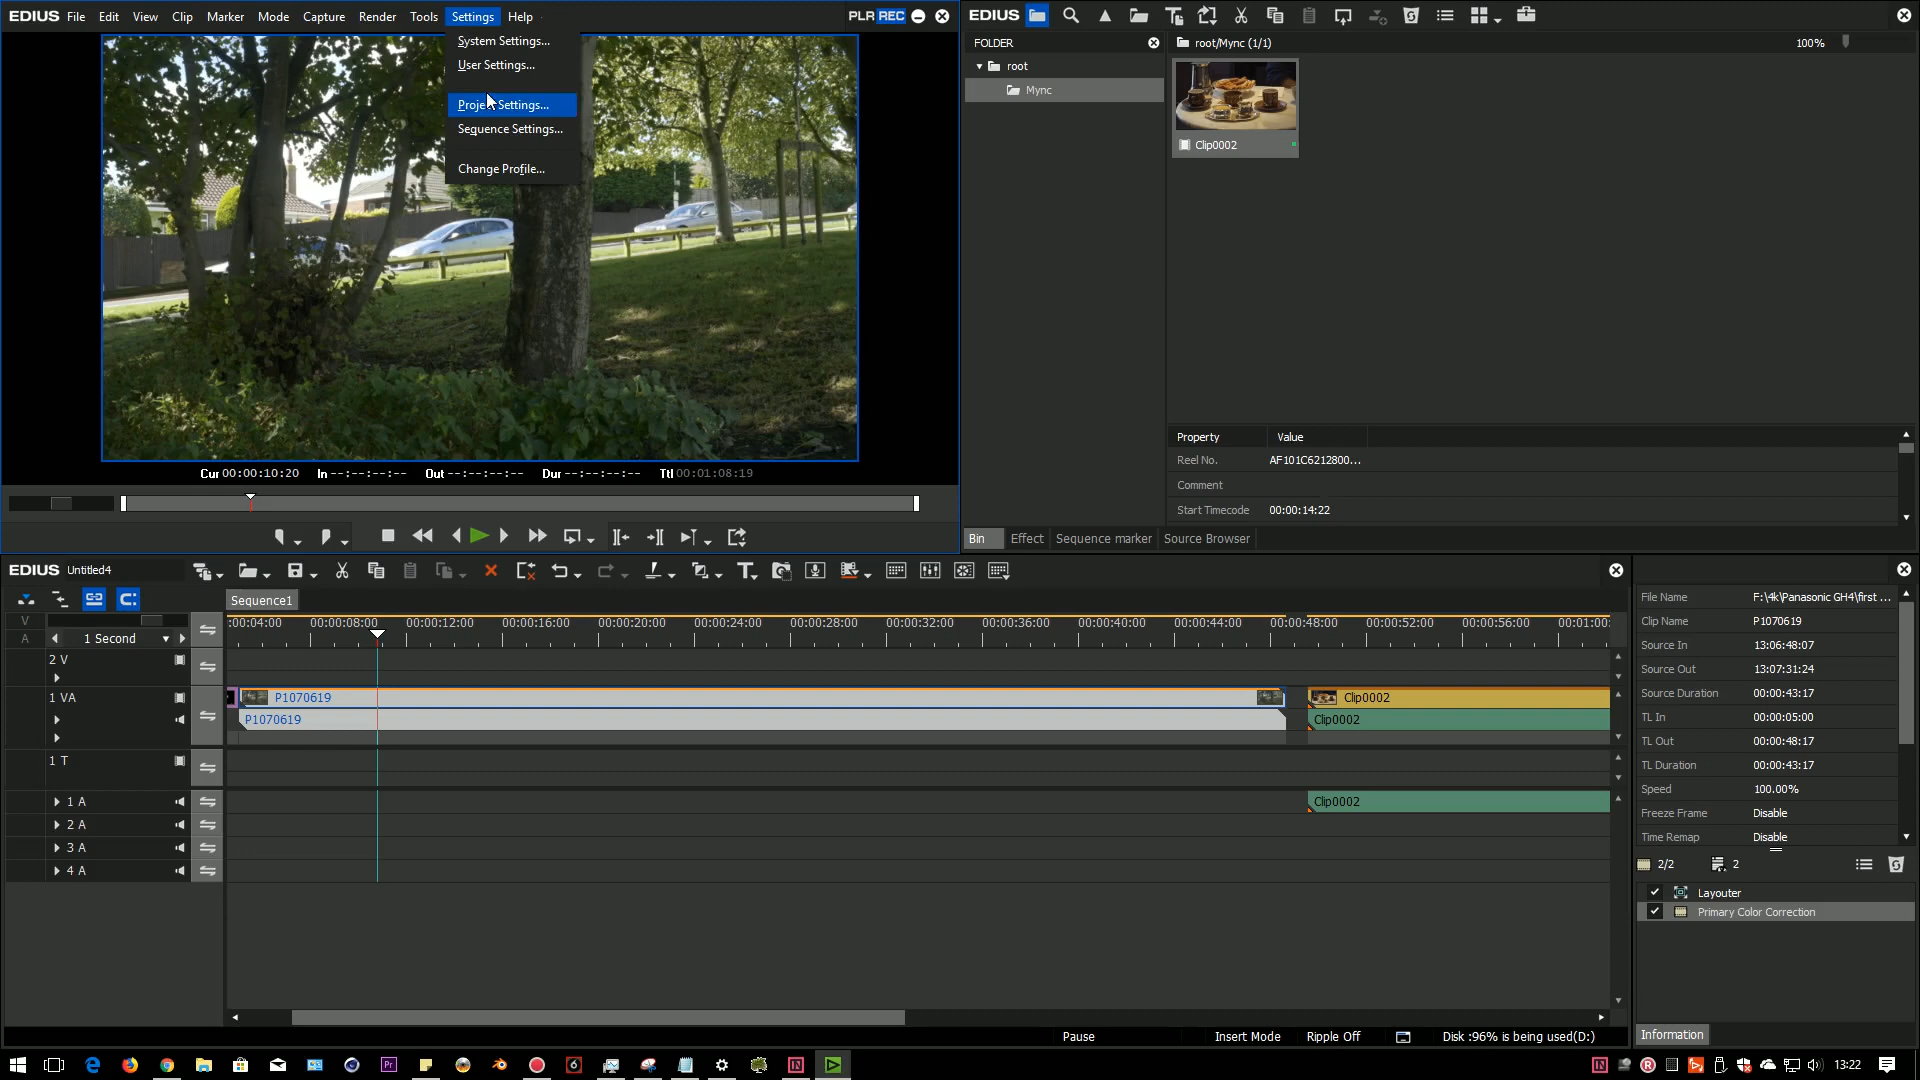 EDIUS File Edit View Clip Marker Mode Capture Render Tools Settings Help PLR REC
System Settings...
User Settings...
Project Settings...
Sequence Settings...
Change Profile...
Cur 00:00:10:20 In --:--:--:-- Out --:--:--:-- Dur --:--:--:-- Ttl 00:01:08:19
EDIUS
FOLDER
root/Mync (1/1) 100%
root
Mync
Clip0002
Property Value
Reel No. AF101C6212800...
Comment
Start Timecode 00:00:14:22
Bin Effect Sequence marker Source Browser
EDIUS Untitled4
Sequence1
V
A
1 Second
:00:04:00 00:00:08:00 00:00:12:00 00:00:16:00 00:00:20:00 00:00:24:00 00:00:28:00 00:00:32:00 00:00:36:00 00:00:40:00 00:00:44:00 00:00:48:00 00:00:52:00 00:00:56:00 00:01:00:
2 V
1 VA
P1070619 Clip0002
P1070619 Clip0002
1 T
1 A Clip0002
2 A
3 A
4 A
File Name F:\4k\Panasonic GH4\first ...
Clip Name P1070619
Source In 13:06:48:07
Source Out 13:07:31:24
Source Duration 00:00:43:17
TL In 00:00:05:00
TL Out 00:00:48:17
TL Duration 00:00:43:17
Speed 100.00%
Freeze Frame Disable
Time Remap Disable
2/2 2
Layouter
Primary Color Correction
Information
Pause Insert Mode Ripple Off Disk :96% is being used(D:)
13:22